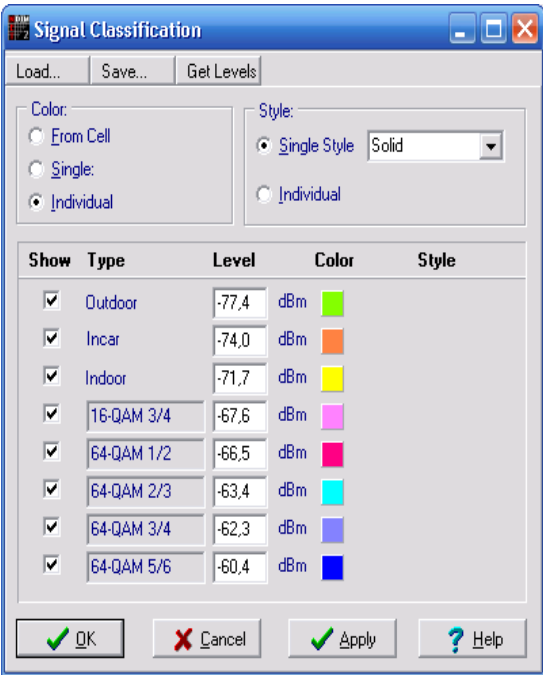 Signal Classification
Load... Save... Get Levels
Color: Style:
From Cell
Single Style Solid
Single:
Individual Individual
Show Type Level Color Style
Outdoor -77,4 dBm
Incar -74,0 dBm
Indoor -71,7 dBm
16-QAM 3/4 -67,6 dBm
64-QAM 1/2 -66,5 dBm
64-QAM 2/3 -63,4 dBm
64-QAM 3/4 -62,3 dBm
64-QAM 5/6 -60,4 dBm
OK Cancel Apply ? Help